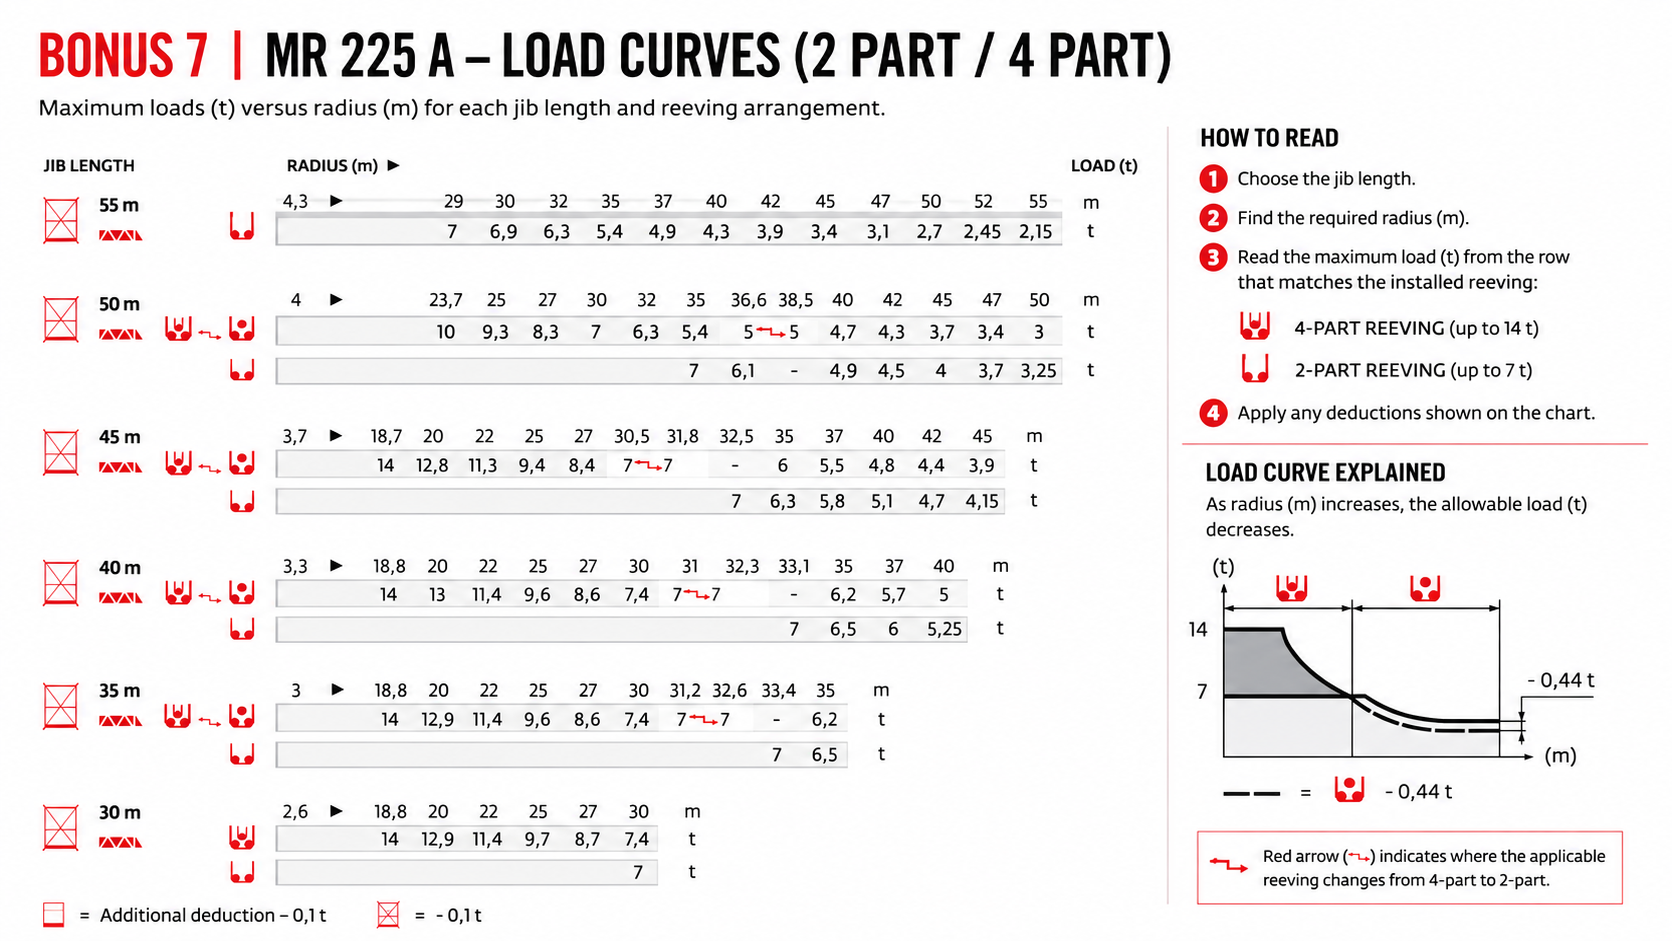 BONUS 7 | MR 225 A – LOAD CURVES (2 PART / 4 PART)
Maximum loads (t) versus radius (m) for each jib length and reeving arrangement.
JIB LENGTH RADIUS (m) ► LOAD (t)
55 m 4,3 ► 29 30 32 35 37 40 42 45 47 50 52 55 m
7 6,9 6,3 5,4 4,9 4,3 3,9 3,4 3,1 2,7 2,45 2,15 t
50 m 4 ► 23,7 25 27 30 32 35 36,6 38,5 40 42 45 47 50 m
10 9,3 8,3 7 6,3 5,4 5 5 4,7 4,3 3,7 3,4 3 t
7 6,1 - 4,9 4,5 4 3,7 3,25 t
45 m 3,7 ► 18,7 20 22 25 27 30,5 31,8 32,5 35 37 40 42 45 m
14 12,8 11,3 9,4 8,4 7 7 - 6 5,5 4,8 4,4 3,9 t
7 6,3 5,8 5,1 4,7 4,15 t
40 m 3,3 ► 18,8 20 22 25 27 30 31 32,3 33,1 35 37 40 m
14 13 11,4 9,6 8,6 7,4 7 7 - 6,2 5,7 5 t
7 6,5 6 5,25 t
35 m 3 ► 18,8 20 22 25 27 30 31,2 32,6 33,4 35 m
14 12,9 11,4 9,6 8,6 7,4 7 7 - 6,2 t
7 6,5 t
30 m 2,6 ► 18,8 20 22 25 27 30 m
14 12,9 11,4 9,7 8,7 7,4 t
7 t
= Additional deduction – 0,1 t = - 0,1 t
HOW TO READ
1 Choose the jib length.
2 Find the required radius (m).
3 Read the maximum load (t) from the row
that matches the installed reeving:
4-PART REEVING (up to 14 t)
2-PART REEVING (up to 7 t)
4 Apply any deductions shown on the chart.
LOAD CURVE EXPLAINED
As radius (m) increases, the allowable load (t)
decreases.
(t)
14
7
- 0,44 t
(m)
= - 0,44 t
Red arrow ( ) indicates where the applicable
reeving changes from 4-part to 2-part.